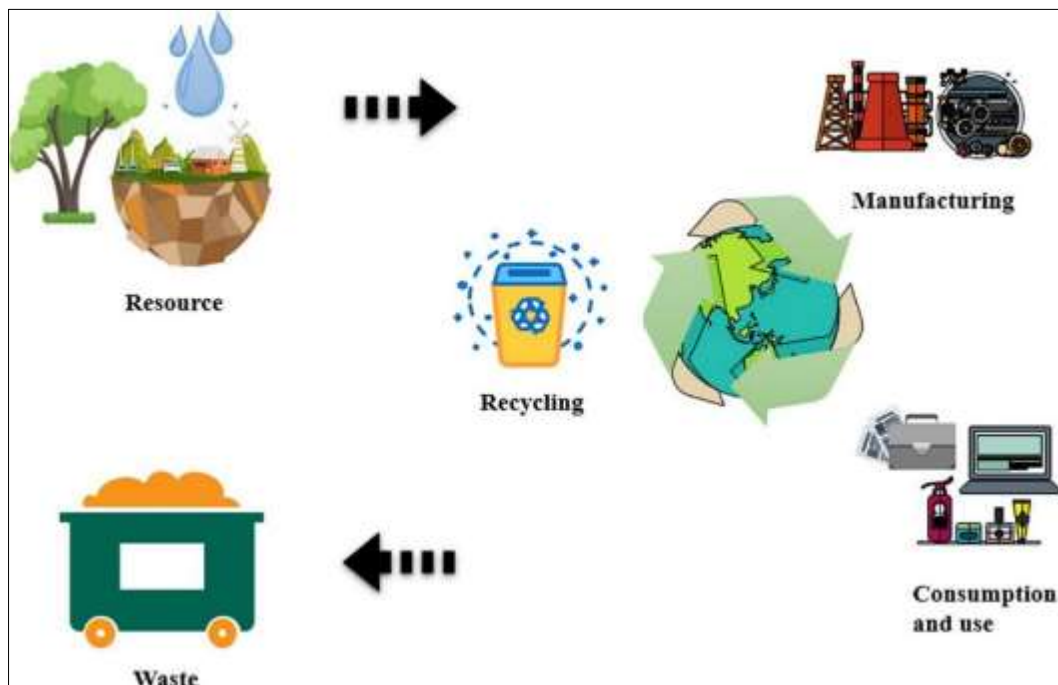 Manufacturing
Resource
Recycling
Consumption
and use
Waste